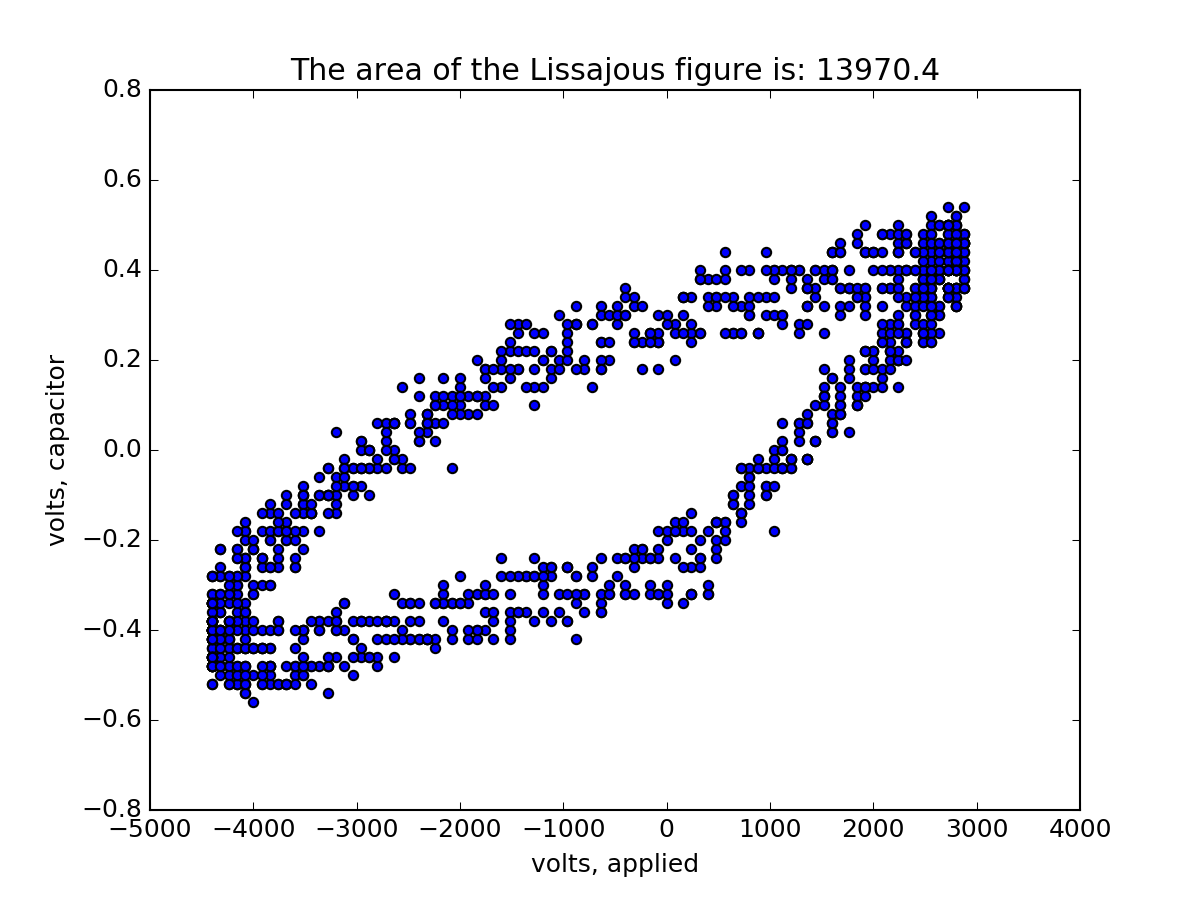 The area of the Lissajous figure is: 13970.4
0.8
0.6
0.4
0.2
0.0
−0.2
−0.4
−0.6
−0.8
volts, capacitor
−5000 −4000 −3000 −2000 −1000 0 1000 2000 3000 4000
volts, applied